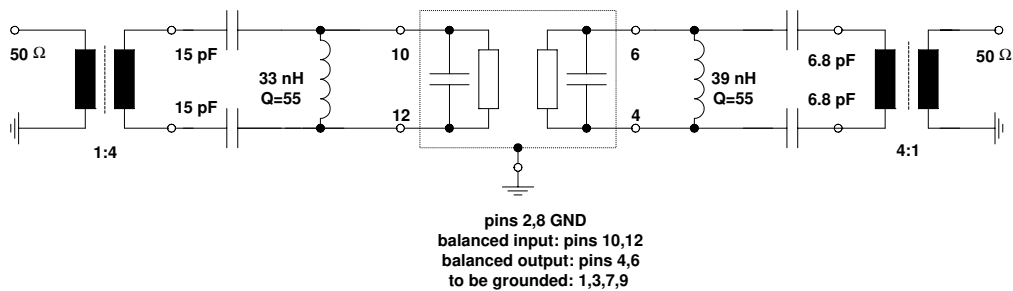 50 Ω
15 pF
10
6
6.8 pF
50 Ω
33 nH
Q=55
39 nH
Q=55
15 pF
12
4
6.8 pF
1:4
4:1
pins 2,8 GND
balanced input: pins 10,12
balanced output: pins 4,6
to be grounded: 1,3,7,9